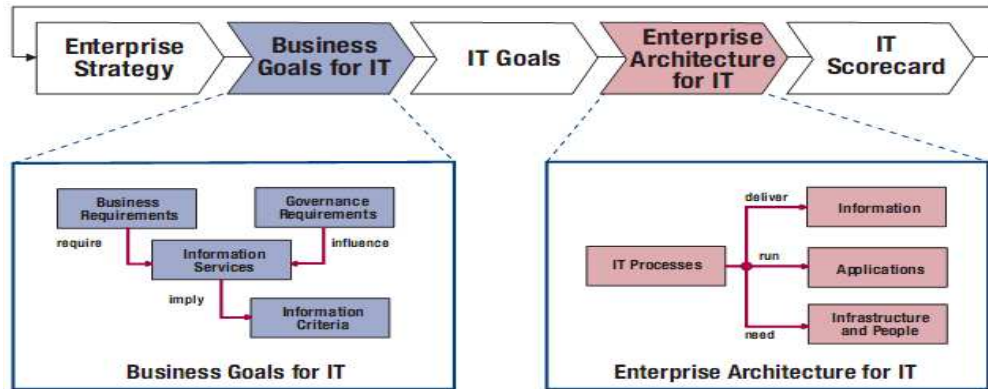 Enterprise
Strategy
Business
Goals for IT
IT Goals
Enterprise
Architecture
for IT
IT
Scorecard
Business
Requirements
Governance
Requirements
require
influence
Information
Services
imply
Information
Criteria
Business Goals for IT
deliver
Information
IT Processes
run
Applications
need
Infrastructure
and People
Enterprise Architecture for IT